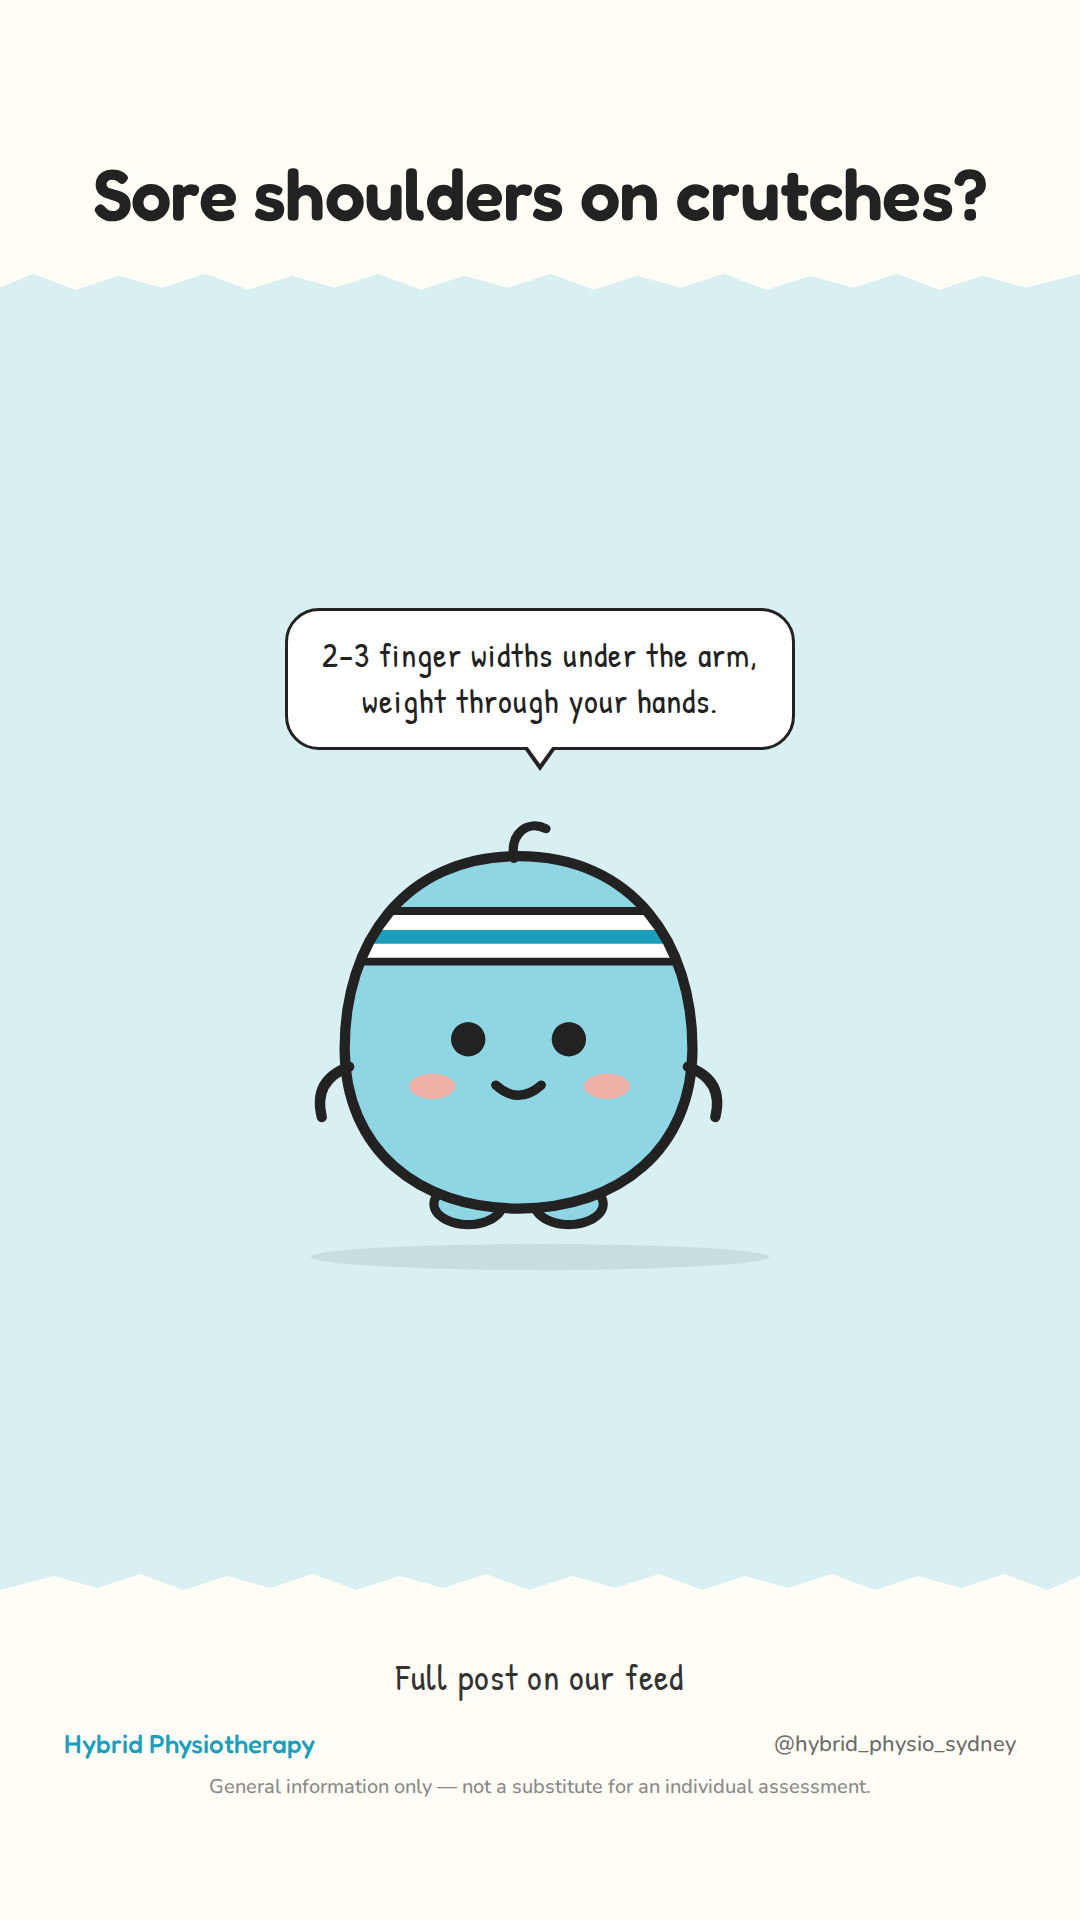 Sore shoulders on crutches?
2–3 finger widths under the arm,
weight through your hands.
Full post on our feed
Hybrid Physiotherapy
@hybrid_physio_sydney
General information only — not a substitute for an individual assessment.